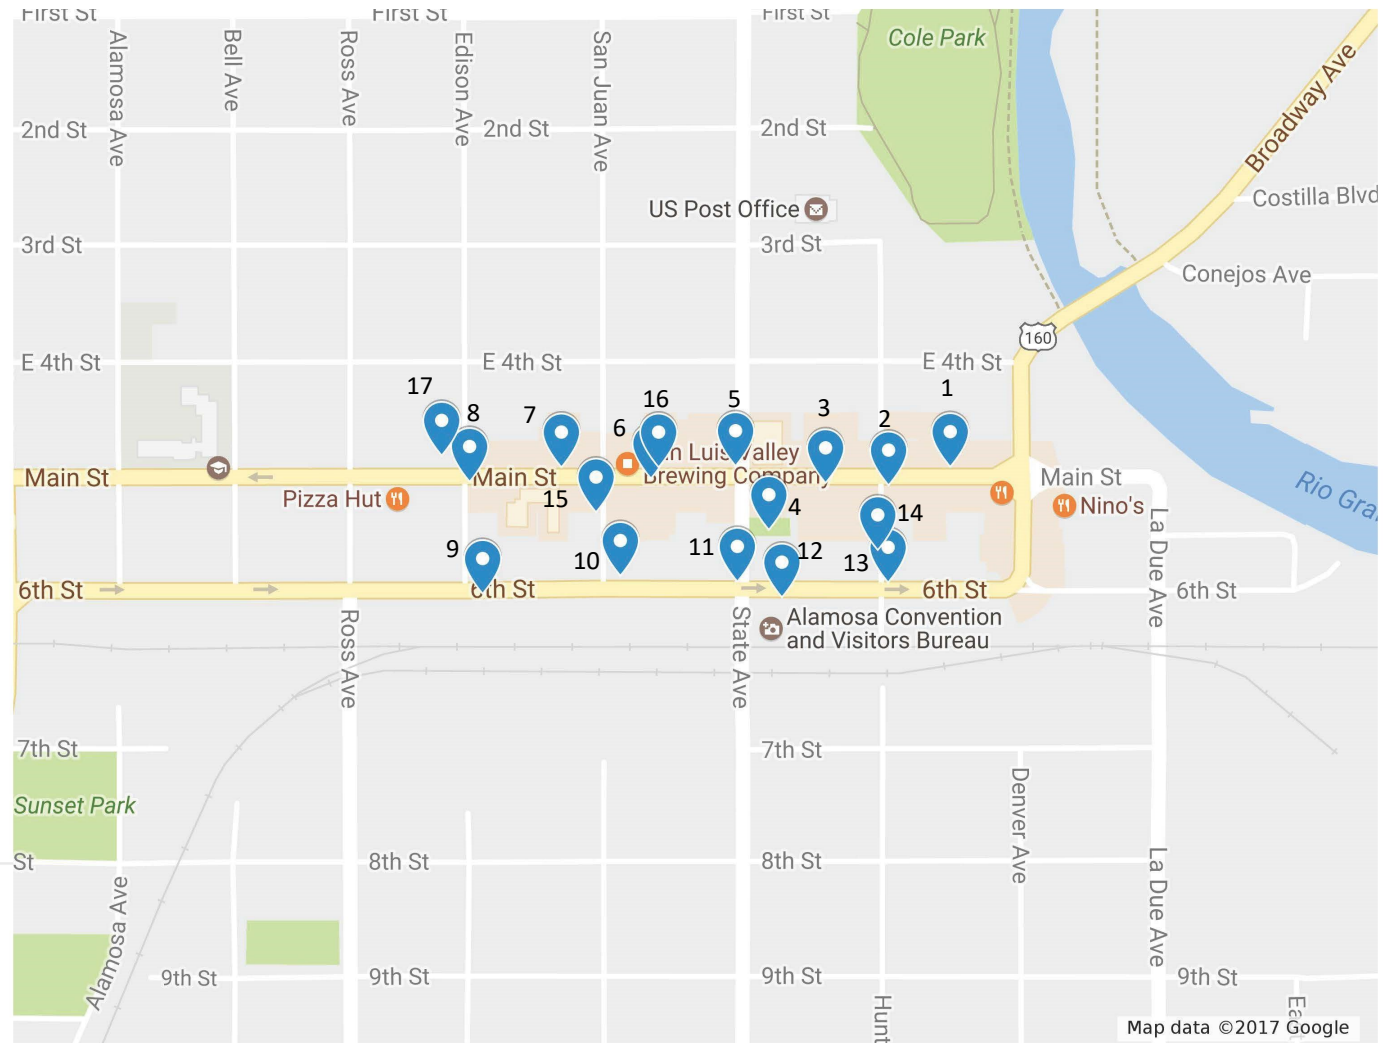 First St
First St
First St
Cole Park
Alamosa Ave
Bell Ave
Ross Ave
Edison Ave
San Juan Ave
Broadway Ave
2nd St
2nd St
2nd St
Costilla Blvd
US Post Office
3rd St
3rd St
Conejos Ave
160
E 4th St
E 4th St
E 4th St
17
8
7
6
16
5
3
2
1
Luis Valley
Brewing Company
Main St
Main St
Main St
Rio Gra
Pizza Hut
15
4
14
Nino's
La Due Ave
9
10
11
12
13
6th St
6th St
6th St
6th St
Alamosa Convention
and Visitors Bureau
Ross Ave
State Ave
7th St
7th St
Sunset Park
Denver Ave
St
8th St
8th St
Alamosa Ave
La Due Ave
9th St
9th St
9th St
9th St
Hunt
Eas
Map data ©2017 Google